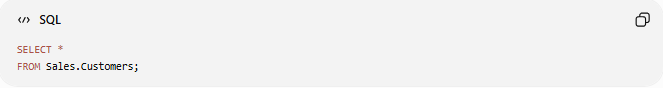 SQL
SELECT *
FROM Sales.Customers;